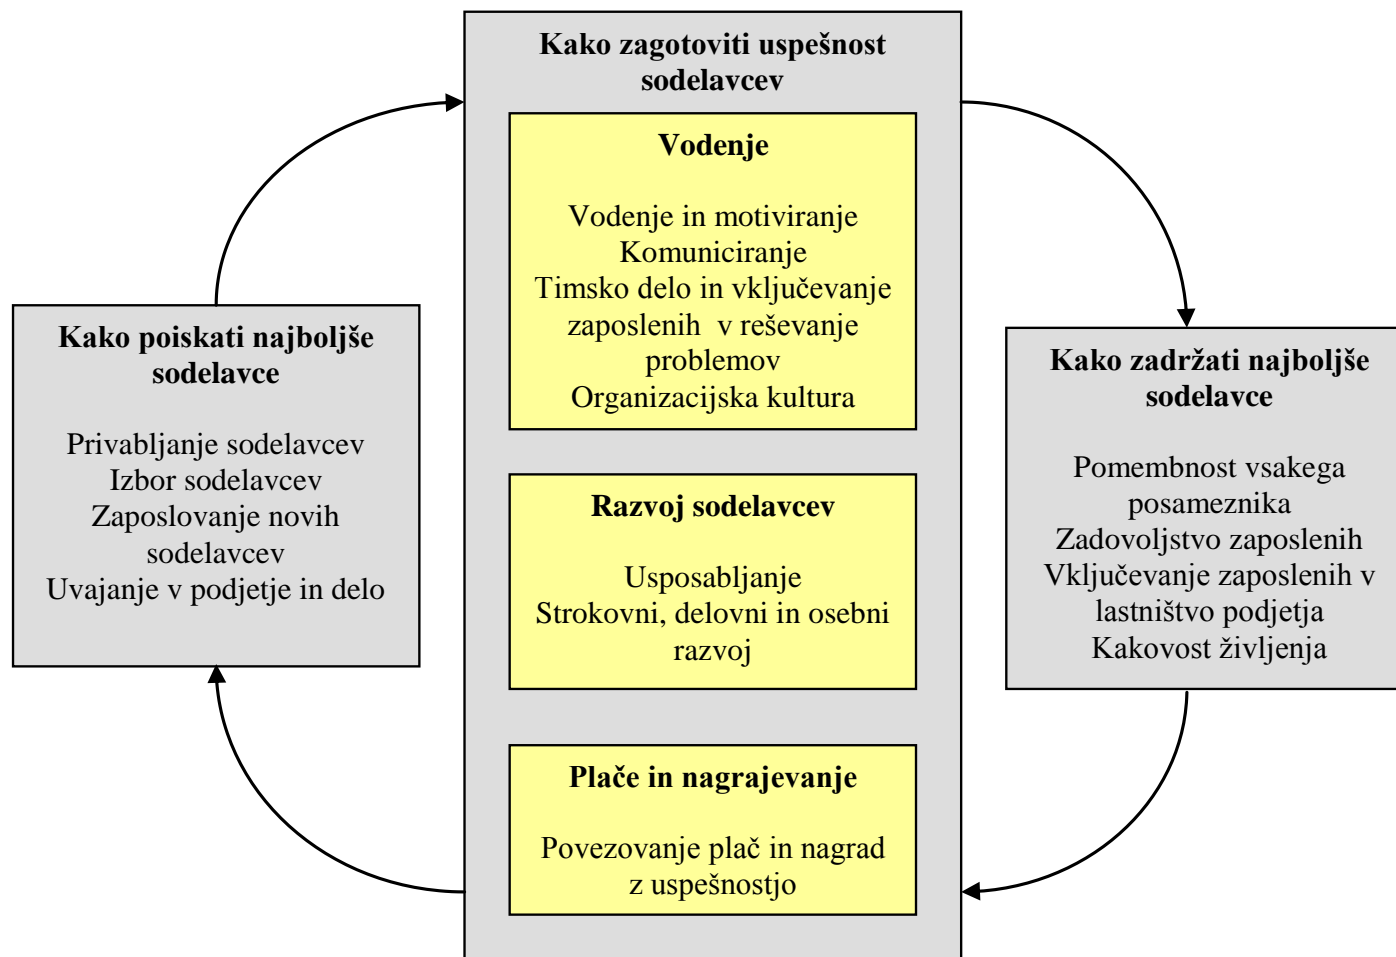 Kako zagotoviti uspešnost
sodelavcev
Vodenje
Vodenje in motiviranje
Komuniciranje
Timsko delo in vključevanje
zaposlenih v reševanje
problemov
Organizacijska kultura
Razvoj sodelavcev
Usposabljanje
Strokovni, delovni in osebni
razvoj
Plače in nagrajevanje
Povezovanje plač in nagrad
z uspešnostjo
Kako poiskati najboljše
sodelavce
Privabljanje sodelavcev
Izbor sodelavcev
Zaposlovanje novih
sodelavcev
Uvajanje v podjetje in delo
Kako zadržati najboljše
sodelavce
Pomembnost vsakega
posameznika
Zadovoljstvo zaposlenih
Vključevanje zaposlenih v
lastništvo podjetja
Kakovost življenja